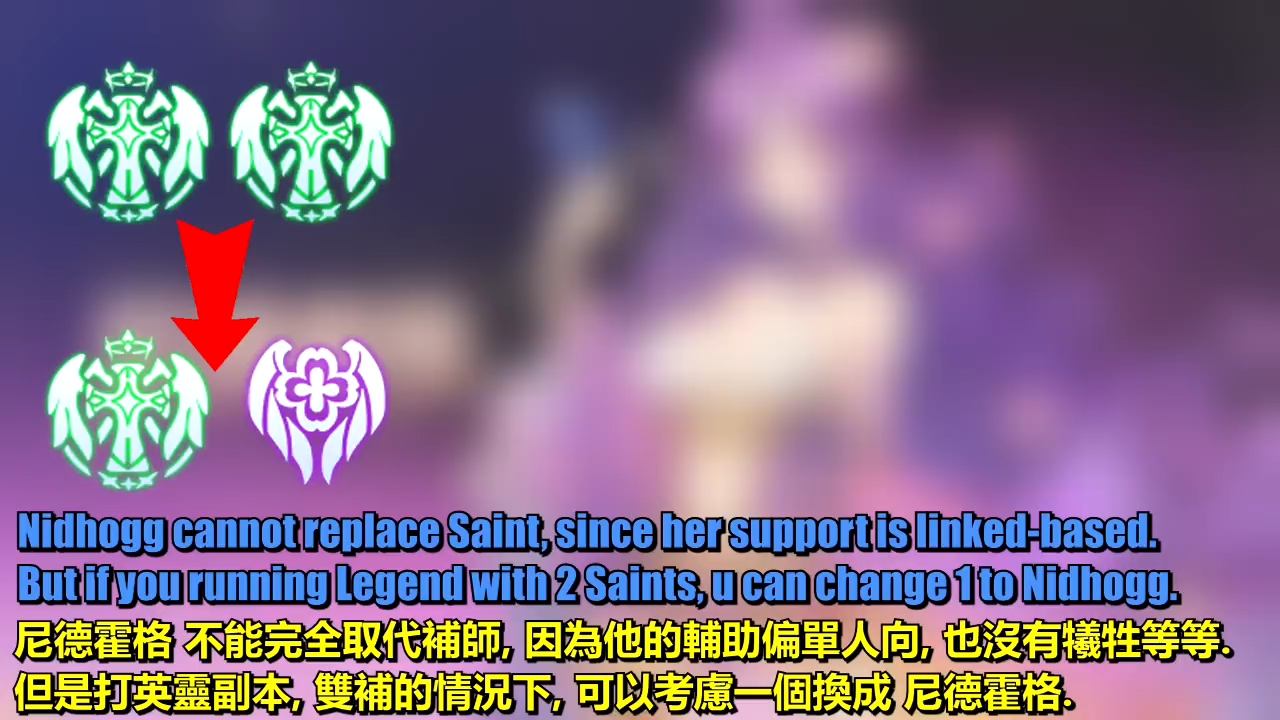 Nidhogg cannot replace Saint, since her support is linked-based.
But if you running Legend with 2 Saints, u can change 1 to Nidhogg.
尼德霍格 不能完全取代補師, 因為他的輔助偏單人向, 也沒有犧牲等等.
但是打英靈副本, 雙補的情況下, 可以考慮一個換成 尼德霍格.